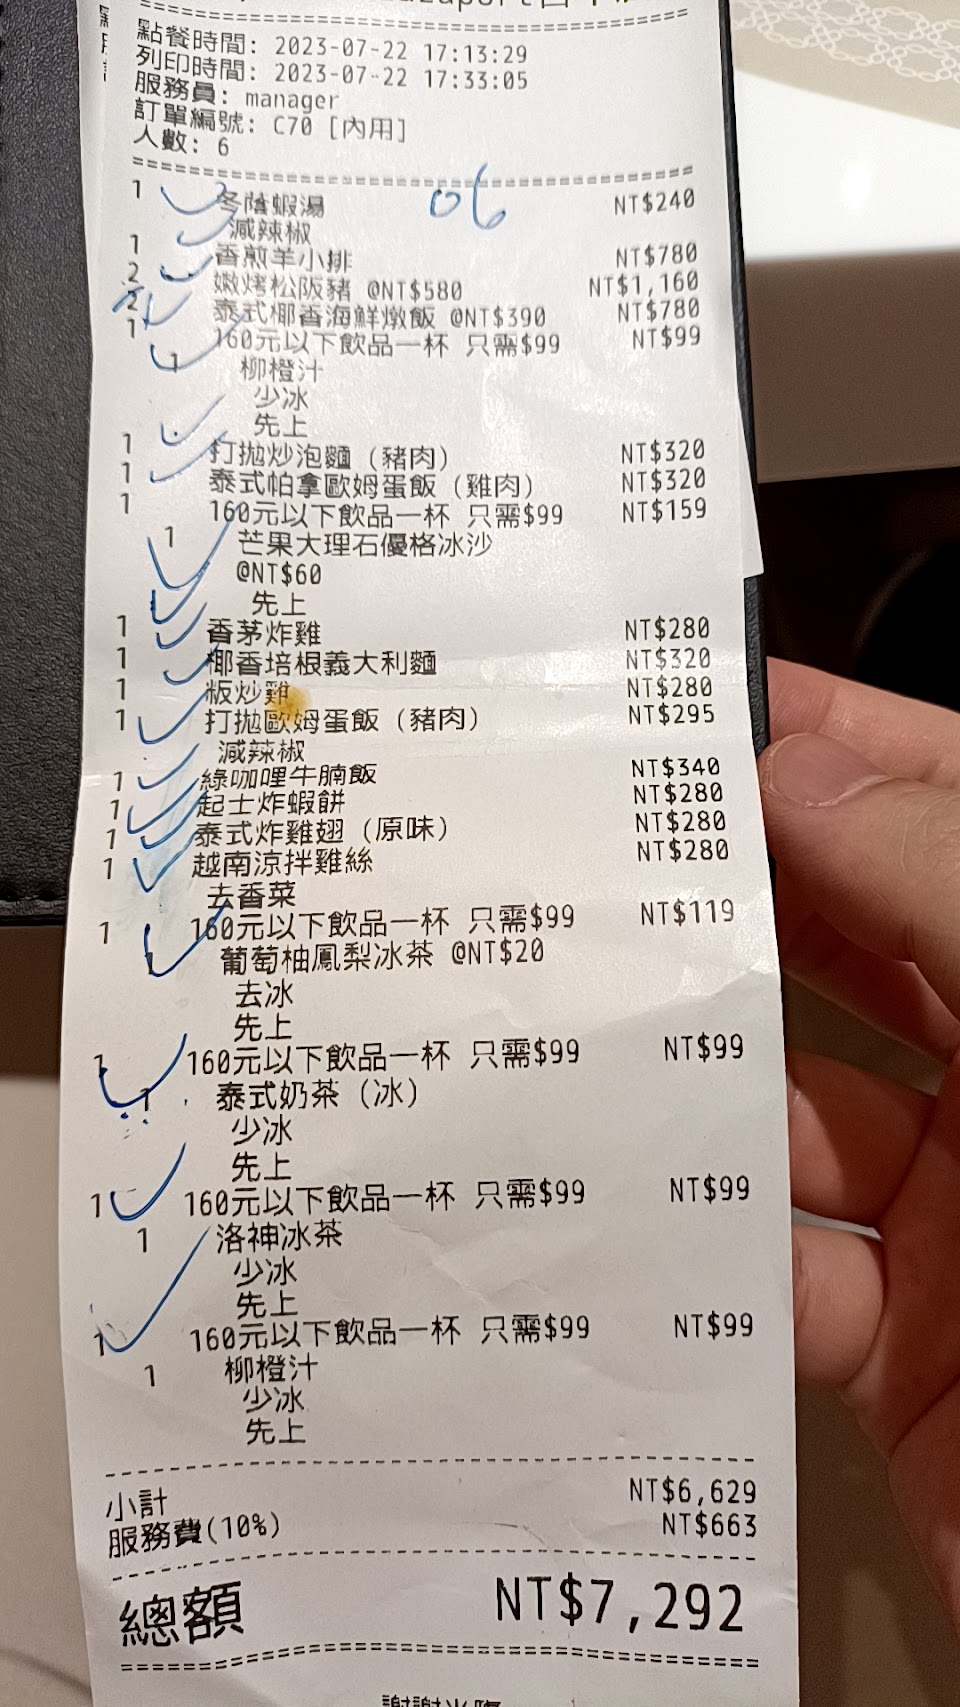 點餐時間: 2023-07-22 17:13:29
列印時間: 2023-07-22 17:33:05
服務員: manager
訂單編號: C70 [內用]
人數: 6
06
1 冬蔭蝦湯 NT$240
減辣椒
1 香煎羊小排 NT$780
2 嫩烤松阪豬 @NT$580 NT$1,160
2 泰式椰香海鮮燉飯 @NT$390 NT$780
1 160元以下飲品一杯 只需$99 NT$99
1 柳橙汁
少冰
先上
1 打拋炒泡麵 (豬肉) NT$320
1 泰式帕拿歐姆蛋飯 (雞肉) NT$320
1 160元以下飲品一杯 只需$99 NT$159
1 芒果大理石優格冰沙
@NT$60
先上
1 香茅炸雞 NT$280
1 椰香培根義大利麵 NT$320
1 粄炒雞 NT$280
1 打拋歐姆蛋飯 (豬肉) NT$295
減辣椒
1 綠咖哩牛腩飯 NT$340
1 起士炸蝦餅 NT$280
1 泰式炸雞翅 (原味) NT$280
1 越南涼拌雞絲 NT$280
去香菜
1 160元以下飲品一杯 只需$99 NT$119
1 葡萄柚鳳梨冰茶 @NT$20
去冰
先上
1 160元以下飲品一杯 只需$99 NT$99
1 泰式奶茶 (冰)
少冰
先上
1 160元以下飲品一杯 只需$99 NT$99
1 洛神冰茶
少冰
先上
1 160元以下飲品一杯 只需$99 NT$99
1 柳橙汁
少冰
先上
小計 NT$6,629
服務費(10%) NT$663
總額 NT$7,292